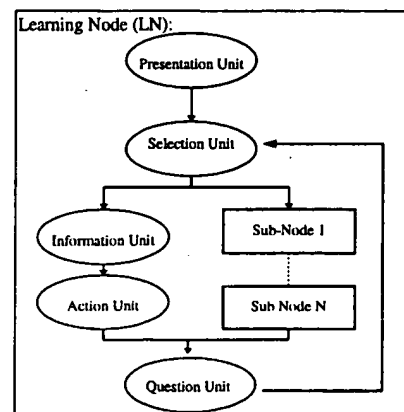 Learning Node (LN):
Presentation Unit
Selection Unit
Information Unit
Sub-Node 1
Action Unit
Sub Node N
Question Unit